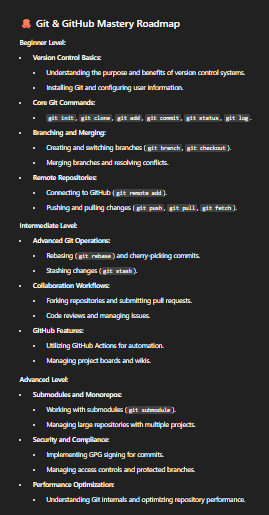 Git & GitHub Mastery Roadmap
Beginner Level:
• Version Control Basics:
• Understanding the purpose and benefits of version control systems.
• Installing Git and configuring user information.
• Core Git Commands:
• git init, git clone, git add, git commit, git status, git log.
• Branching and Merging:
• Creating and switching branches (git branch, git checkout).
• Merging branches and resolving conflicts.
• Remote Repositories:
• Connecting to GitHub (git remote add).
• Pushing and pulling changes (git push, git pull, git fetch).
Intermediate Level:
• Advanced Git Operations:
• Rebasing (git rebase) and cherry-picking commits.
• Stashing changes (git stash).
• Collaboration Workflows:
• Forking repositories and submitting pull requests.
• Code reviews and managing issues.
• GitHub Features:
• Utilizing GitHub Actions for automation.
• Managing project boards and wikis.
Advanced Level:
• Submodules and Monorepos:
• Working with submodules (git submodule).
• Managing large repositories with multiple projects.
• Security and Compliance:
• Implementing GPG signing for commits.
• Managing access controls and protected branches.
• Performance Optimization:
• Understanding Git internals and optimizing repository performance.